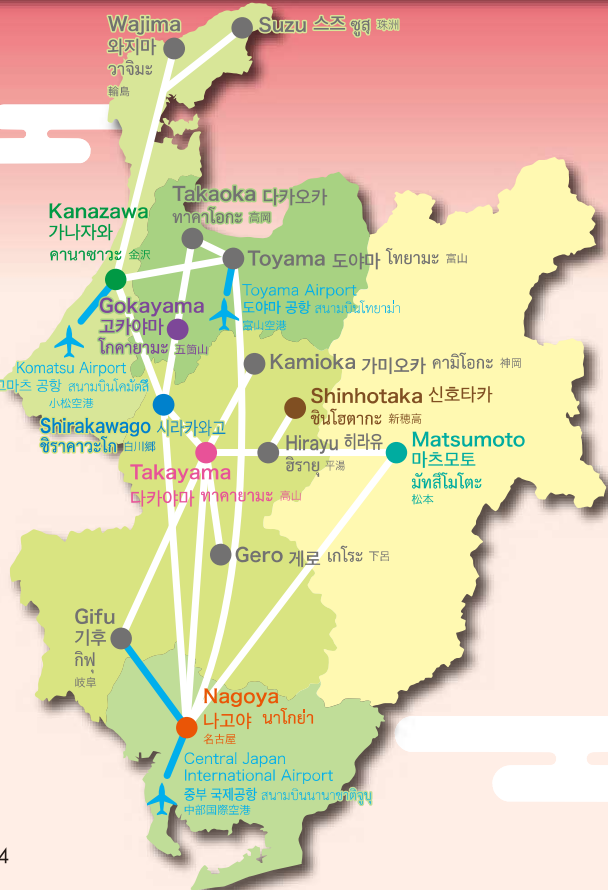 Wajima
와지마
วาจิมะ
輪島
Suzu 스즈 ซูสุ 珠洲
Takaoka 다카오카
ทาคาโอกะ 高岡
Kanazawa
가나자와
คานาซาวะ 金沢
Toyama 도야마 โทยามะ 富山
Toyama Airport
도야마 공항 สนามบินโทยาม่า
富山空港
Gokayama
고카야마
โกคายามะ 五箇山
Komatsu Airport
고마츠 공항 สนามบินโคมัตสึ
小松空港
Kamioka 가미오카 คามิโอกะ 神岡
Shinhotaka 신호타카
ชินโฮตากะ 新穂高
Shirakawago 시라카와고
ชิราคาวะโก 白川郷
Hirayu 히라유
ฮิรายุ 平湯
Matsumoto
마츠모토
มัทสึโมโตะ
松本
Takayama
다카야마 ทาคายามะ 高山
Gero 게로 เกโระ 下呂
Gifu
기후
กิฟุ
岐阜
Nagoya
나고야 นาโกย่า
名古屋
Central Japan
International Airport
중부 국제공항 สนามบินนานาชาติจูบุ
中部国際空港
4